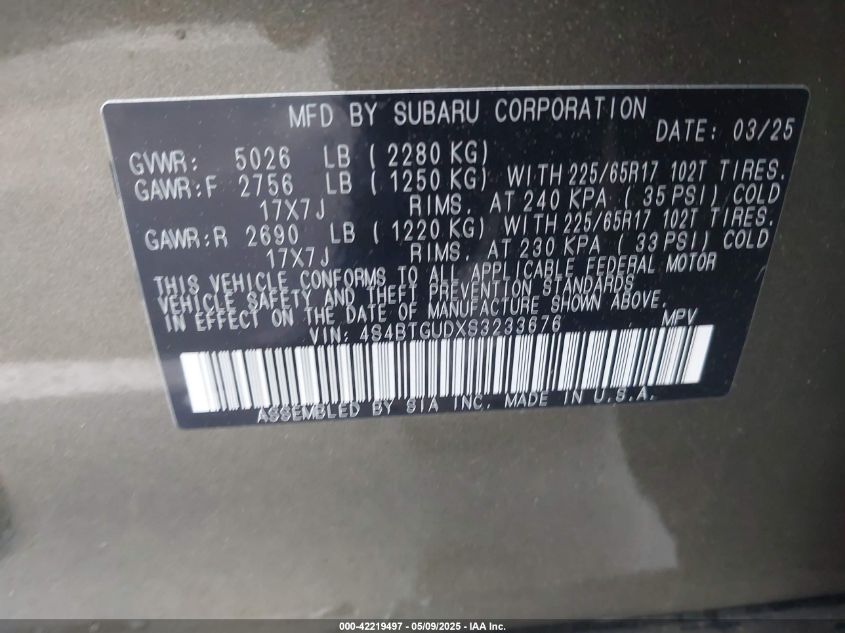 MFD BY SUBARU CORPORATION
DATE: 03/25
GVWR: 5026 LB ( 2280 KG)
GAWR:F 2756 LB ( 1250 KG) WITH 225/65R17 102T TIRES.
17X7J RIMS. AT 240 KPA ( 35 PSI) COLD
GAWR:R 2690 LB ( 1220 KG) WITH 225/65R17 102T TIRES.
17X7J RIMS. AT 230 KPA ( 33 PSI) COLD
THIS VEHICLE CONFORMS TO ALL APPLICABLE FEDERAL MOTOR
VEHICLE SAFETY AND THEFT PREVENTION STANDARDS
IN EFFECT ON THE DATE OF MANUFACTURE SHOWN ABOVE.
VIN: 4S4BTGUDXS3233676 MPV
ASSEMBLED BY SIA INC. MADE IN U.S.A.
000-42219497 - 05/09/2025 - IAA Inc.